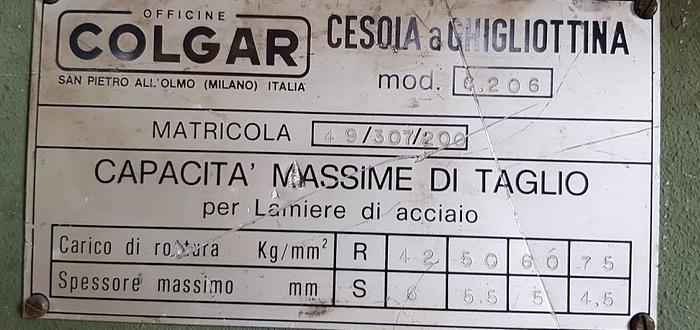 OFFICINE
COLGAR
SAN PIETRO ALL'OLMO (MILANO) ITALIA
CESOIA a GHIGLIOTTINA
mod. C.206
MATRICOLA 49/307/200
CAPACITA' MASSIME DI TAGLIO
per Lamiere di acciaio
Carico di rottura Kg/mm² R 42 50 60 75
Spessore massimo mm S 6 5.5 5 4,5